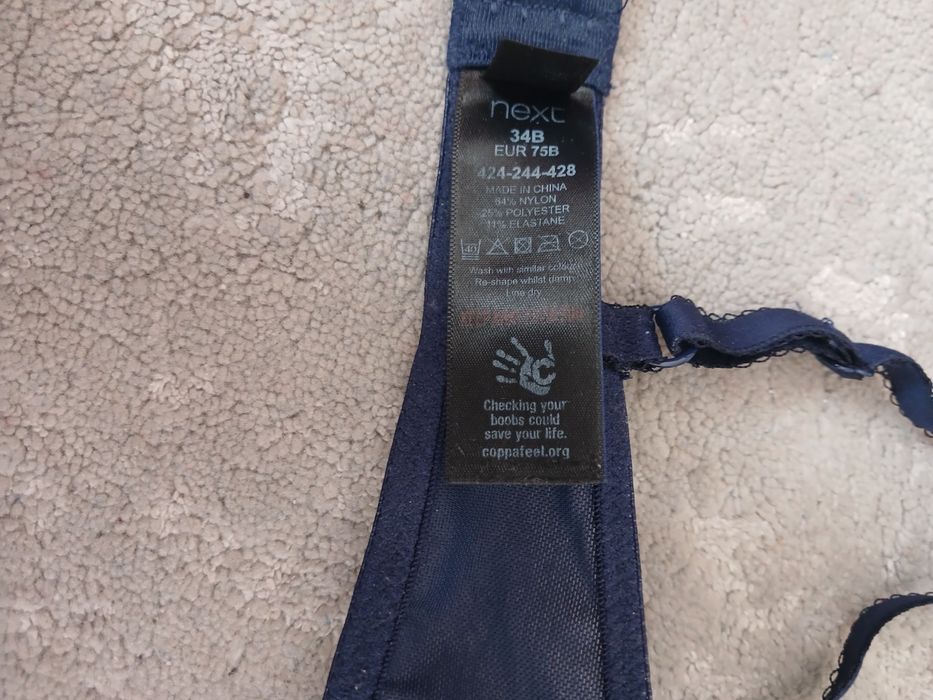 next
34B
EUR 75B
424-244-428
MADE IN CHINA
64% NYLON
25% POLYESTER
11% ELASTANE
40
Wash with similar colours
Re-shape whilst damp
Line dry
C
Checking your
boobs could
save your life.
coppafeel.org